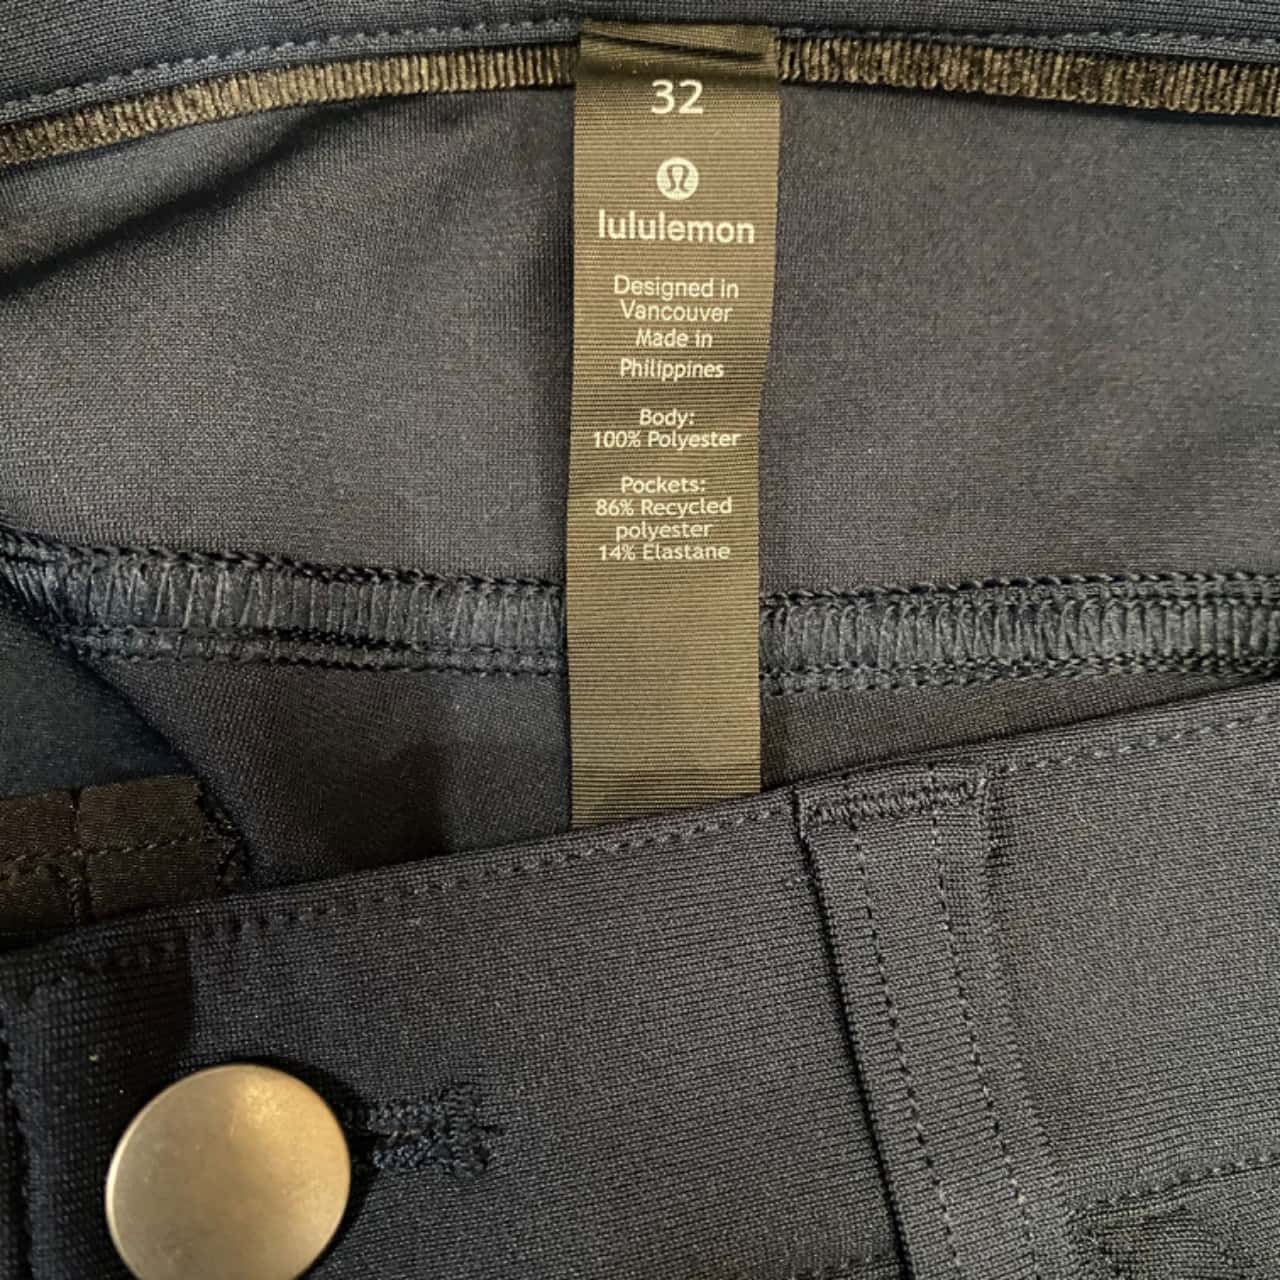 32
lululemon
Designed in
Vancouver
Made in
Philippines
Body:
100% Polyester
Pockets:
86% Recycled
polyester
14% Elastane